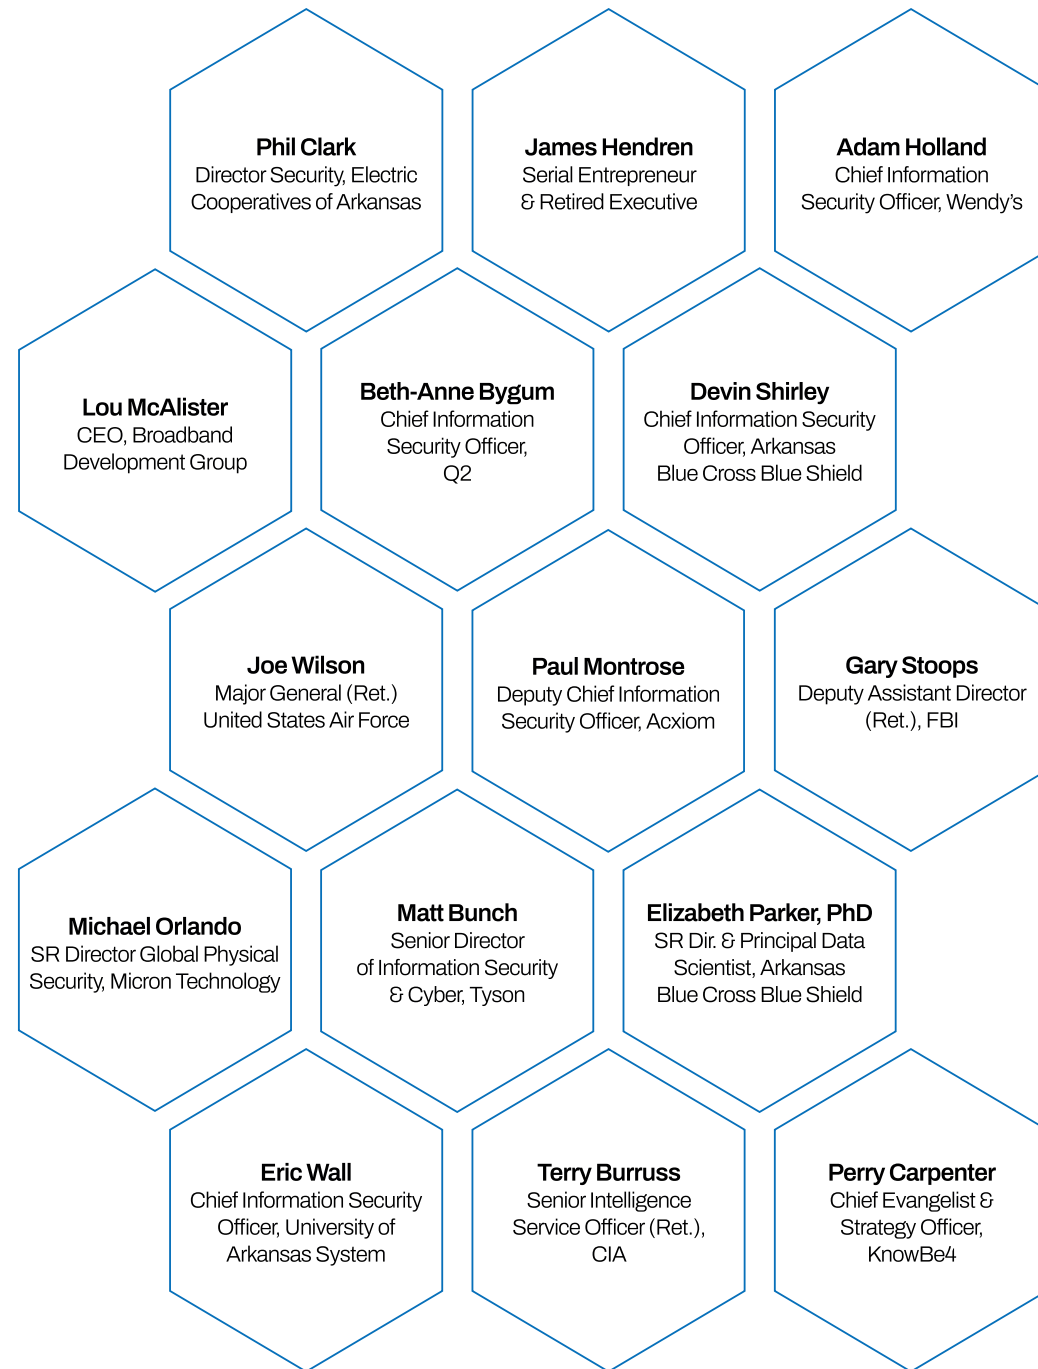 Phil Clark
Director Security, Electric
Cooperatives of Arkansas
James Hendren
Serial Entrepreneur
& Retired Executive
Adam Holland
Chief Information
Security Officer, Wendy’s
Lou McAlister
CEO, Broadband
Development Group
Beth-Anne Bygum
Chief Information
Security Officer,
Q2
Devin Shirley
Chief Information Security
Officer, Arkansas
Blue Cross Blue Shield
Joe Wilson
Major General (Ret.)
United States Air Force
Paul Montrose
Deputy Chief Information
Security Officer, Acxiom
Gary Stoops
Deputy Assistant Director
(Ret.), FBI
Michael Orlando
SR Director Global Physical
Security, Micron Technology
Matt Bunch
Senior Director
of Information Security
& Cyber, Tyson
Elizabeth Parker, PhD
SR Dir. & Principal Data
Scientist, Arkansas
Blue Cross Blue Shield
Eric Wall
Chief Information Security
Officer, University of
Arkansas System
Terry Burruss
Senior Intelligence
Service Officer (Ret.),
CIA
Perry Carpenter
Chief Evangelist &
Strategy Officer,
KnowBe4